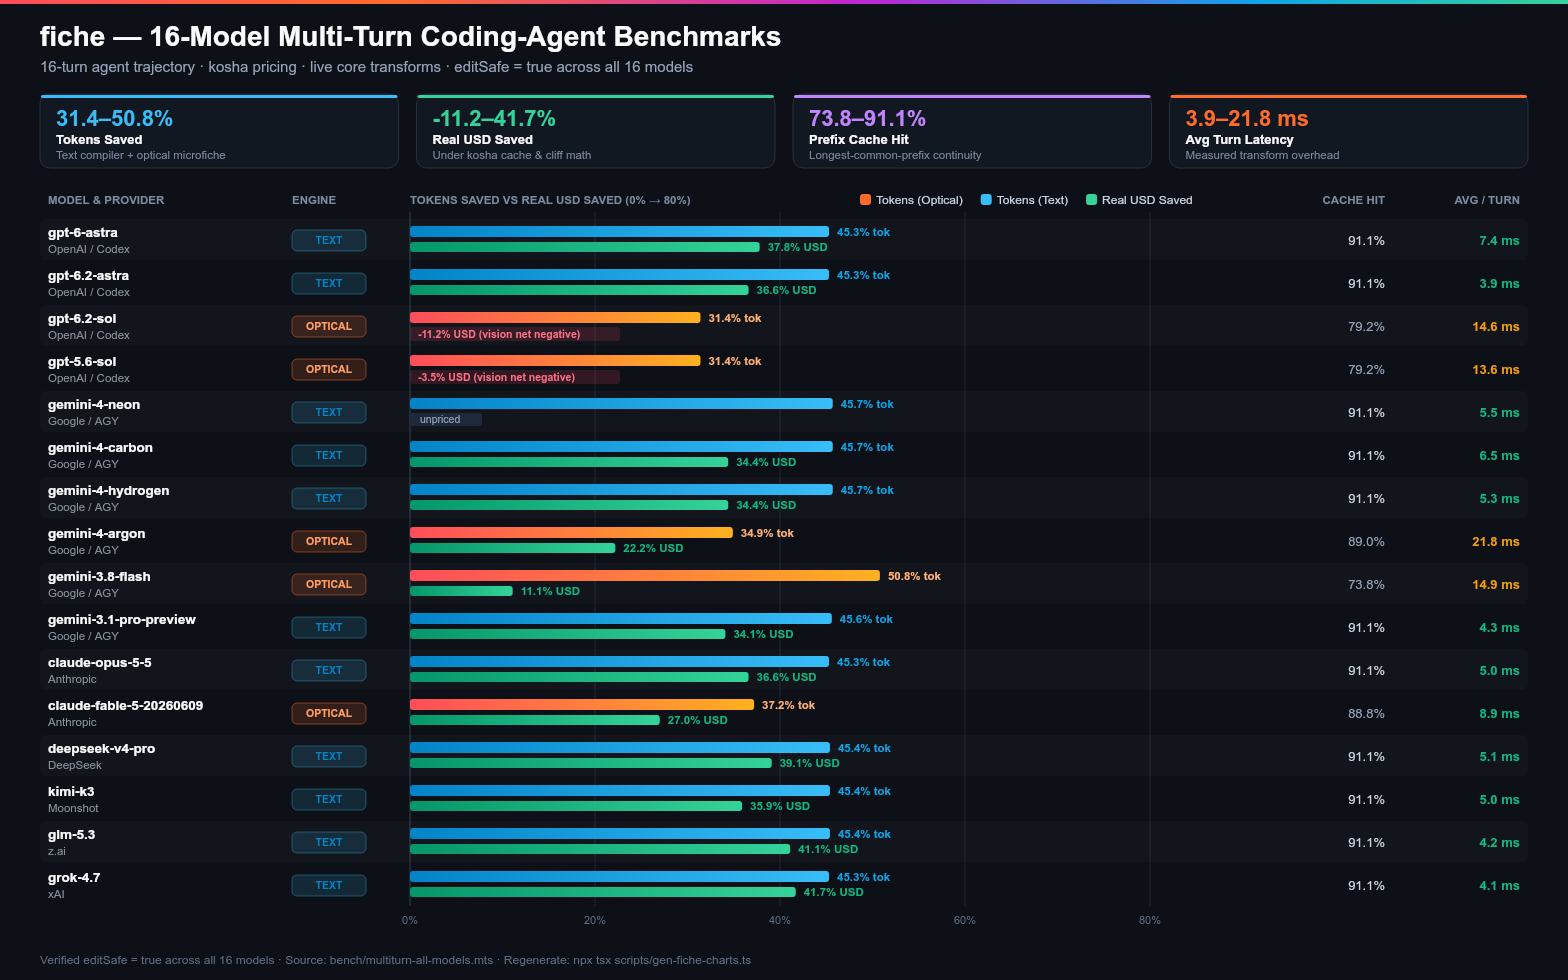 fiche — 16-Model Multi-Turn Coding-Agent Benchmarks
16-turn agent trajectory · kosha pricing · live core transforms · editSafe = true across all 16 models
31.4–50.8%
Tokens Saved
Text compiler + optical microfiche
-11.2–41.7%
Real USD Saved
Under kosha cache & cliff math
73.8–91.1%
Prefix Cache Hit
Longest-common-prefix continuity
3.9–21.8 ms
Avg Turn Latency
Measured transform overhead
MODEL & PROVIDER ENGINE TOKENS SAVED VS REAL USD SAVED (0% → 80%) Tokens (Optical) Tokens (Text) Real USD Saved CACHE HIT AVG / TURN
gpt-6-astra
OpenAI / Codex
TEXT
45.3% tok
37.8% USD
91.1%
7.4 ms
gpt-6.2-astra
OpenAI / Codex
TEXT
45.3% tok
36.6% USD
91.1%
3.9 ms
gpt-6.2-sol
OpenAI / Codex
OPTICAL
31.4% tok
-11.2% USD (vision net negative)
79.2%
14.6 ms
gpt-5.6-sol
OpenAI / Codex
OPTICAL
31.4% tok
-3.5% USD (vision net negative)
79.2%
13.6 ms
gemini-4-neon
Google / AGY
TEXT
45.7% tok
unpriced
91.1%
5.5 ms
gemini-4-carbon
Google / AGY
TEXT
45.7% tok
34.4% USD
91.1%
6.5 ms
gemini-4-hydrogen
Google / AGY
TEXT
45.7% tok
34.4% USD
91.1%
5.3 ms
gemini-4-argon
Google / AGY
OPTICAL
34.9% tok
22.2% USD
89.0%
21.8 ms
gemini-3.8-flash
Google / AGY
OPTICAL
50.8% tok
11.1% USD
73.8%
14.9 ms
gemini-3.1-pro-preview
Google / AGY
TEXT
45.6% tok
34.1% USD
91.1%
4.3 ms
claude-opus-5-5
Anthropic
TEXT
45.3% tok
36.6% USD
91.1%
5.0 ms
claude-fable-5-20260609
Anthropic
OPTICAL
37.2% tok
27.0% USD
88.8%
8.9 ms
deepseek-v4-pro
DeepSeek
TEXT
45.4% tok
39.1% USD
91.1%
5.1 ms
kimi-k3
Moonshot
TEXT
45.4% tok
35.9% USD
91.1%
5.0 ms
glm-5.3
z.ai
TEXT
45.4% tok
41.1% USD
91.1%
4.2 ms
grok-4.7
xAI
TEXT
45.3% tok
41.7% USD
91.1%
4.1 ms
0% 20% 40% 60% 80%
Verified editSafe = true across all 16 models · Source: bench/multiturn-all-models.mts · Regenerate: npx tsx scripts/gen-fiche-charts.ts